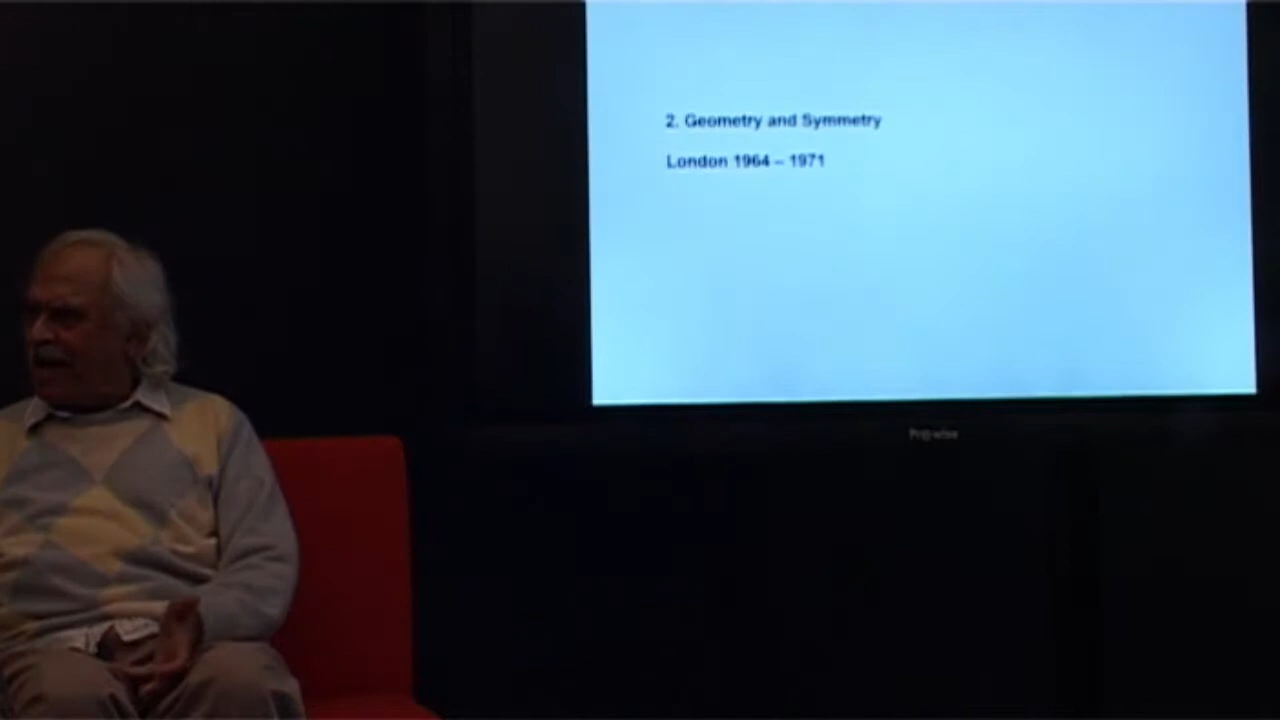 2. Geometry and Symmetry
London 1964 – 1971